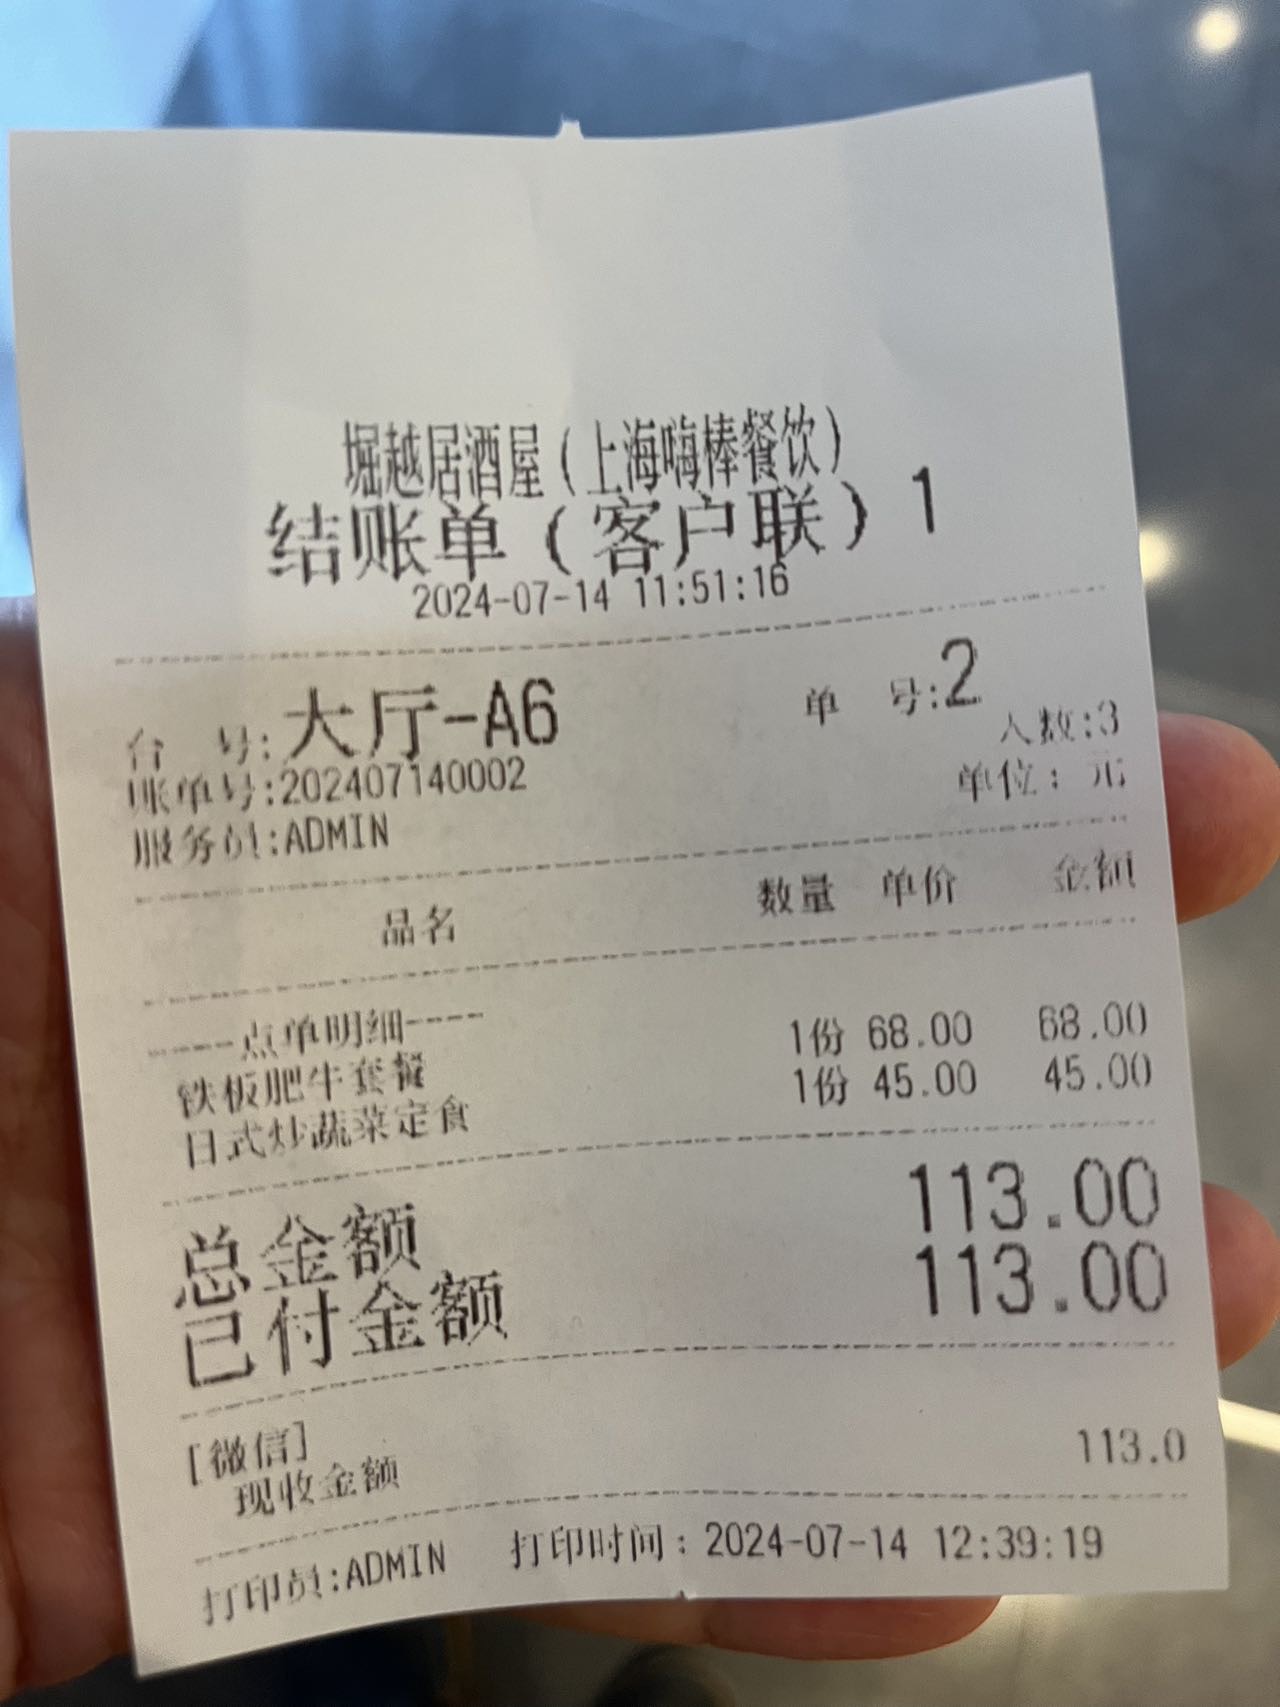 堀越居酒屋(上海嗨棒餐饮)
结账单(客户联)1
2024-07-14 11:51:16
台 号:大厅-A6 单 号:2
账单号:202407140002 人数:3
服务员:ADMIN 单位: 元
品名 数量 单价 金额
----点单明细----
铁板肥牛套餐 1份 68.00 68.00
日式炒蔬菜定食 1份 45.00 45.00
总金额 113.00
已付金额 113.00
[微信]
现收金额 113.0
打印员:ADMIN 打印时间:2024-07-14 12:39:19